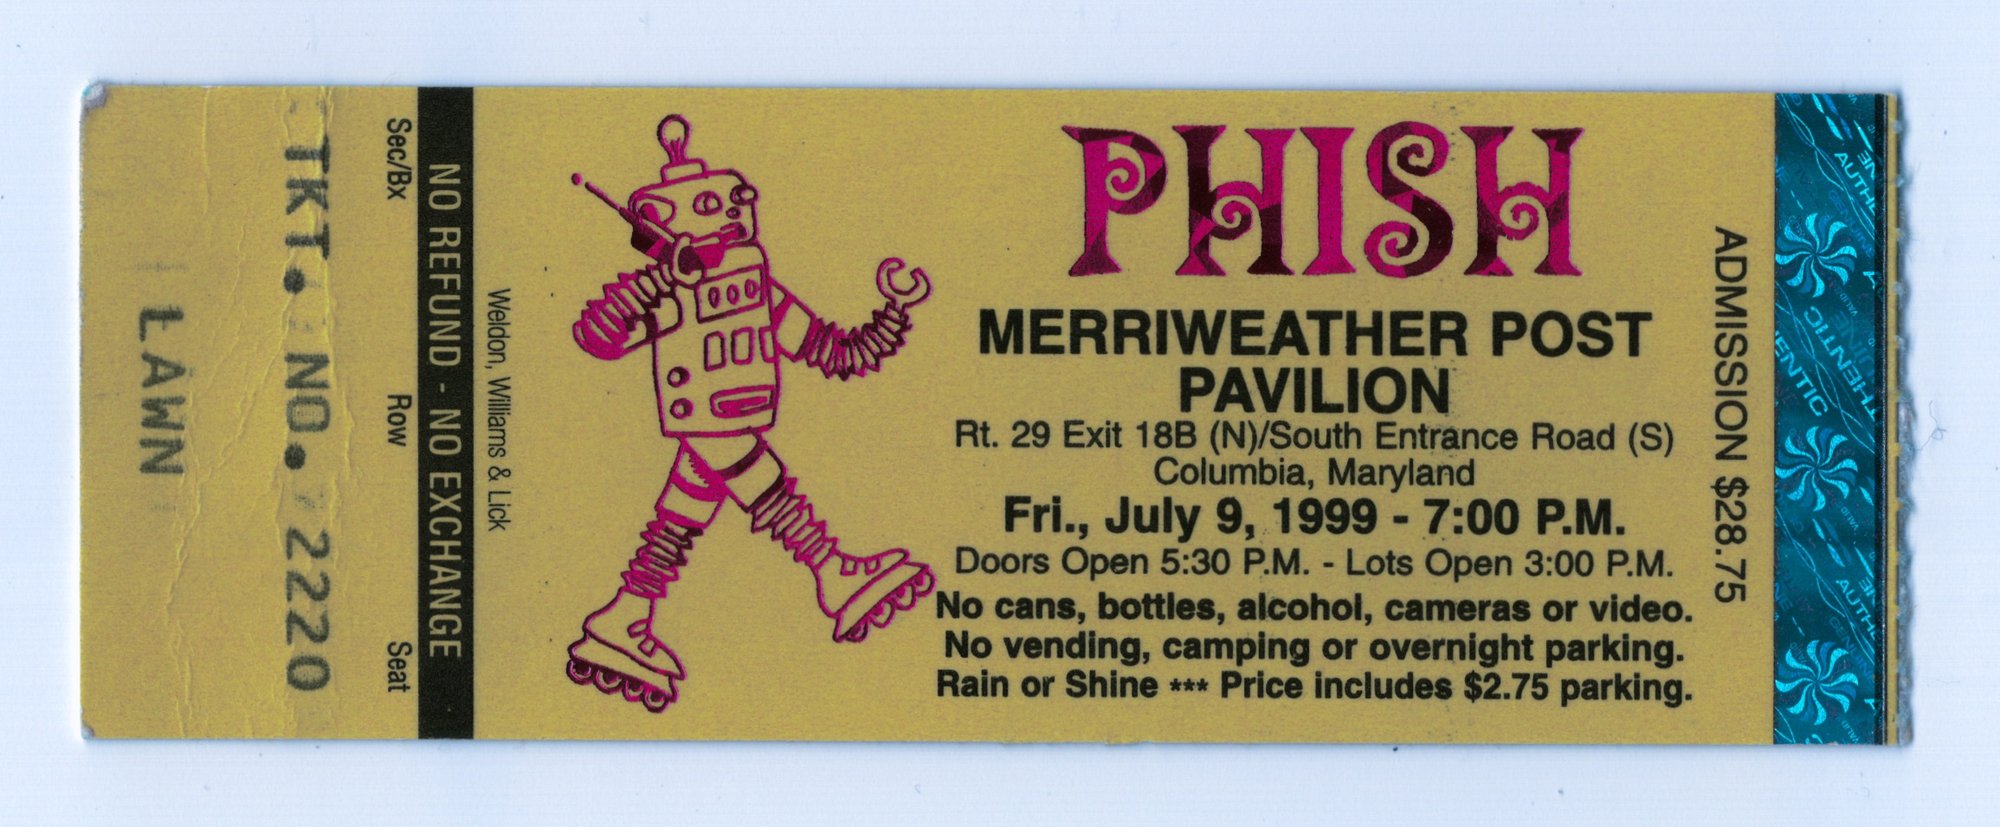 PHISH
MERRIWEATHER POST
PAVILION
Rt. 29 Exit 18B (N)/South Entrance Road (S)
Columbia, Maryland
Fri., July 9, 1999 - 7:00 P.M.
Doors Open 5:30 P.M. - Lots Open 3:00 P.M.
No cans, bottles, alcohol, cameras or video.
No vending, camping or overnight parking.
Rain or Shine *** Price includes $2.75 parking.
ADMISSION $28.75
Weldon, Williams & Lick
NO REFUND - NO EXCHANGE
Sec/Bx Row Seat
TKT. NO. 2220
LAWN
AUTHENTIC